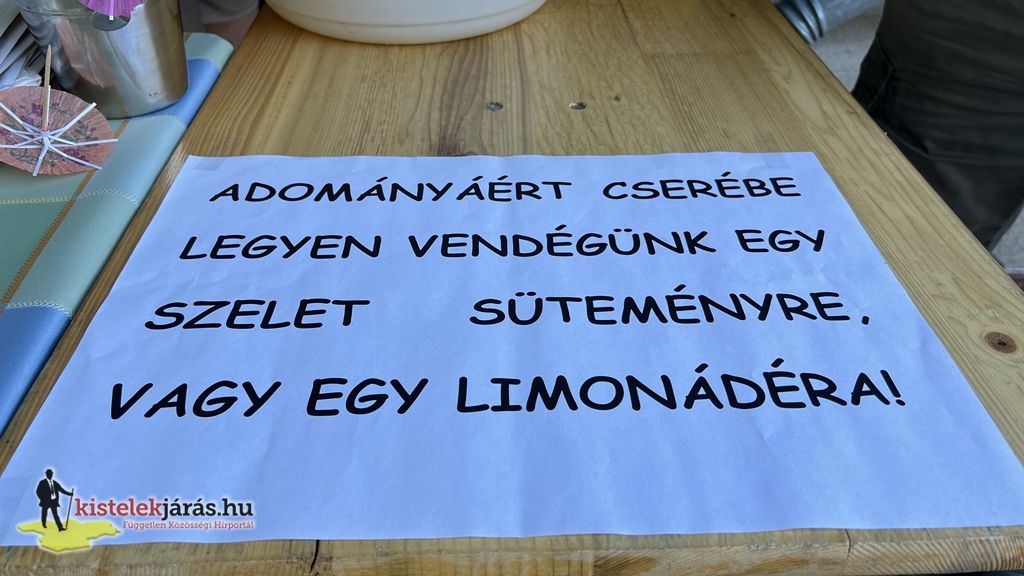 ADOMÁNYÁÉRT CSERÉBE
LEGYEN VENDÉGÜNK EGY
SZELET SÜTEMÉNYRE,
VAGY EGY LIMONÁDÉRA!
kistelekjárás.hu
Független Közösségi Hírportál